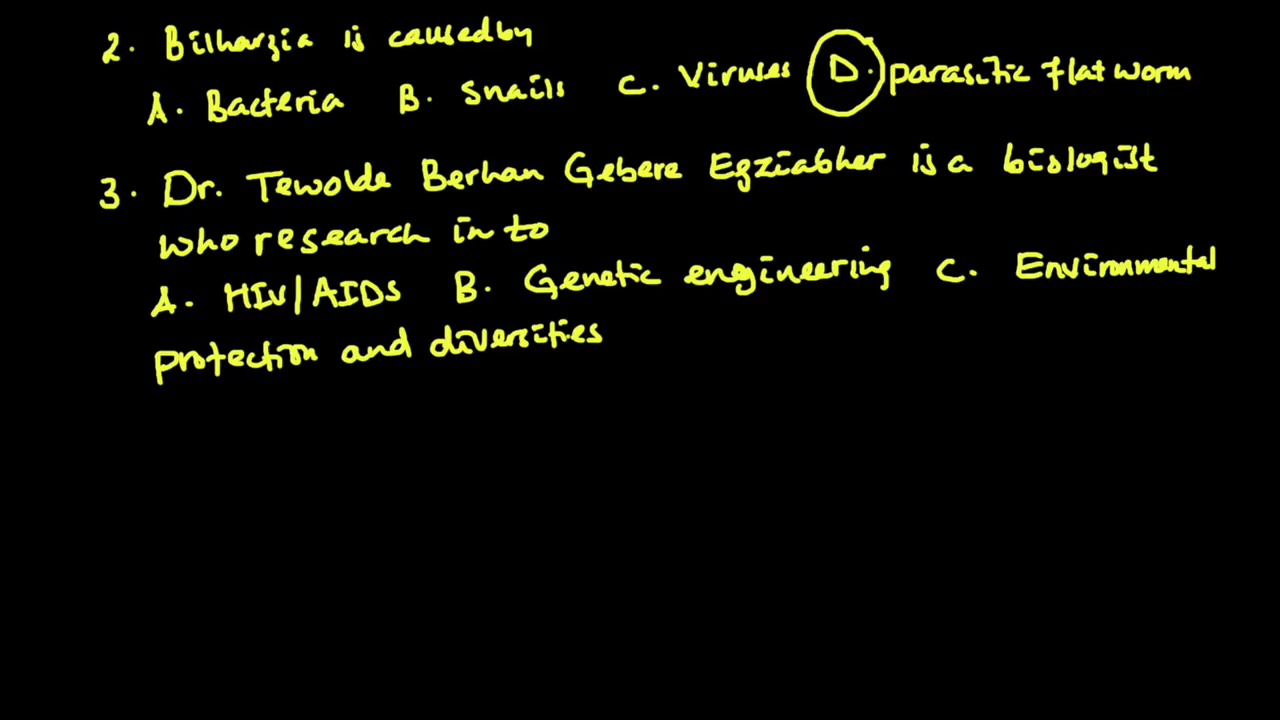 2. Bilharzia is caused by
A. Bacteria B. Snails C. Viruses D. parasitic flat worm
3. Dr. Tewolde Berhan Gebere Egziabher is a biologist
who research in to
A. HIV/AIDS B. Genetic engineering C. Environmental
protection and diversities